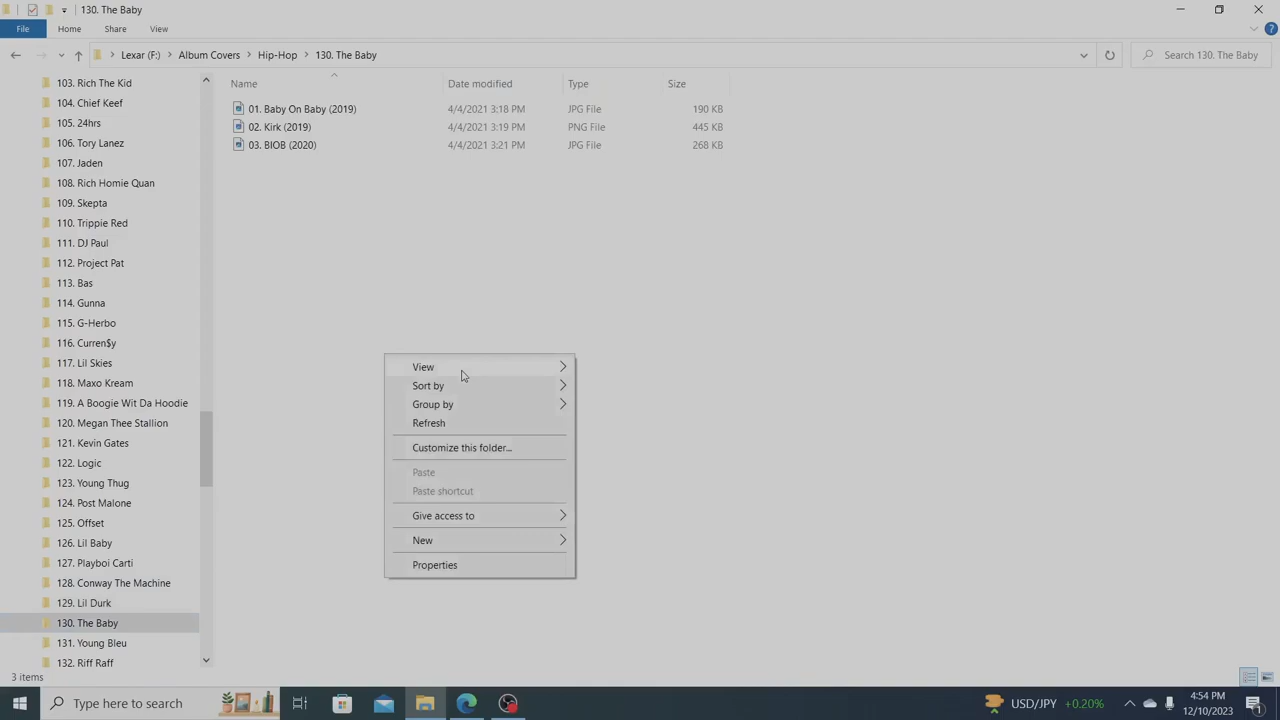 130. The Baby
File
Home
Share
View
Lexar (F:)
Album Covers
Hip-Hop
130. The Baby
Search 130. The Baby
103. Rich The Kid
104. Chief Keef
105. 24hrs
106. Tory Lanez
107. Jaden
108. Rich Homie Quan
109. Skepta
110. Trippie Red
111. DJ Paul
112. Project Pat
113. Bas
114. Gunna
115. G-Herbo
116. Curren$y
117. Lil Skies
118. Maxo Kream
119. A Boogie Wit Da Hoodie
120. Megan Thee Stallion
121. Kevin Gates
122. Logic
123. Young Thug
124. Post Malone
125. Offset
126. Lil Baby
127. Playboi Carti
128. Conway The Machine
129. Lil Durk
130. The Baby
131. Young Bleu
132. Riff Raff
Name Date modified Type Size
01. Baby On Baby (2019) 4/4/2021 3:18 PM JPG File 190 KB
02. Kirk (2019) 4/4/2021 3:19 PM PNG File 445 KB
03. BIOB (2020) 4/4/2021 3:21 PM JPG File 268 KB
View
Sort by
Group by
Refresh
Customize this folder...
Paste
Paste shortcut
Give access to
New
Properties
3 items
Type here to search
USD/JPY +0.20%
4:54 PM
12/10/2023
1